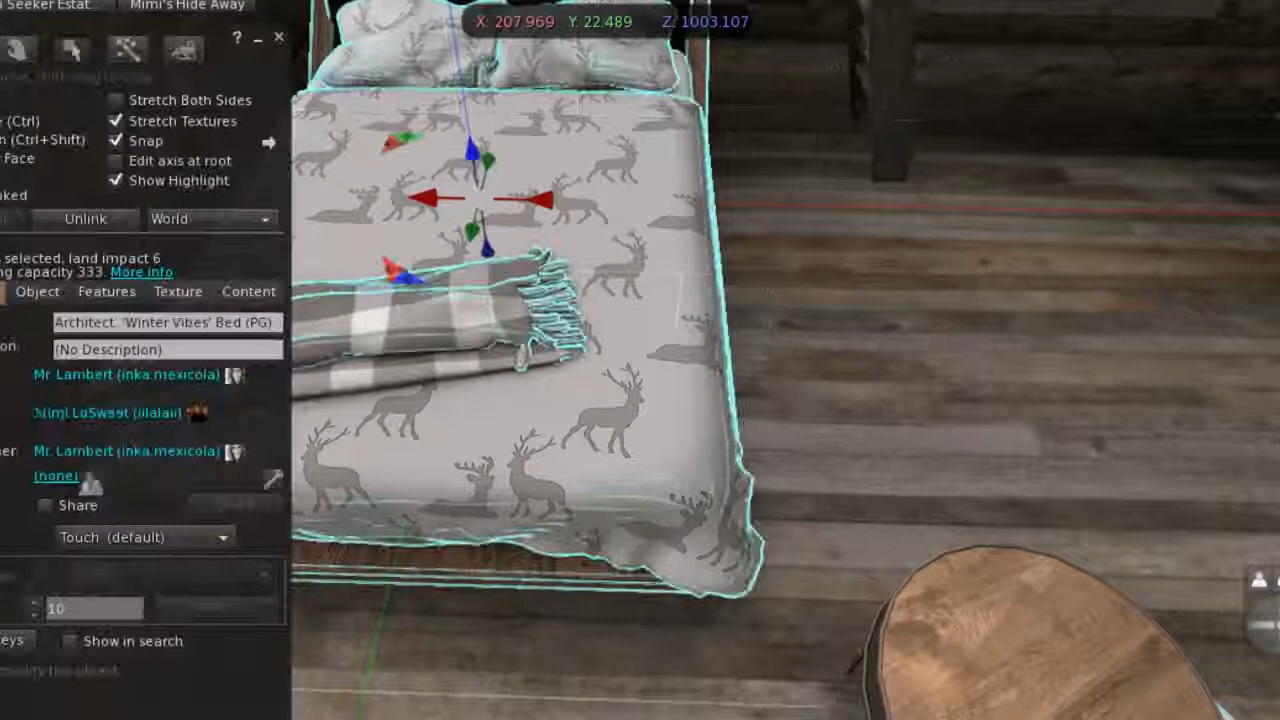 Seeker Estat.
Mimi's Hide Away
X: 207.969 Y: 22.489 Z: 1003.107
? _ ×
Stretch Both Sides
(Ctrl)
Stretch Textures
(Ctrl+Shift)
Snap
Face
Edit axis at root
Show Highlight
Unlink
World
selected, land impact 6
capacity 333. More info
Object
Features
Texture
Content
Architect. 'Winter Vibes' Bed (PG)
(No Description)
Mr. Lambert (inka.mexicola)
LoSweet
Mr. Lambert (inka.mexicola)
(none)
Share
Touch (default)
10
Show in search